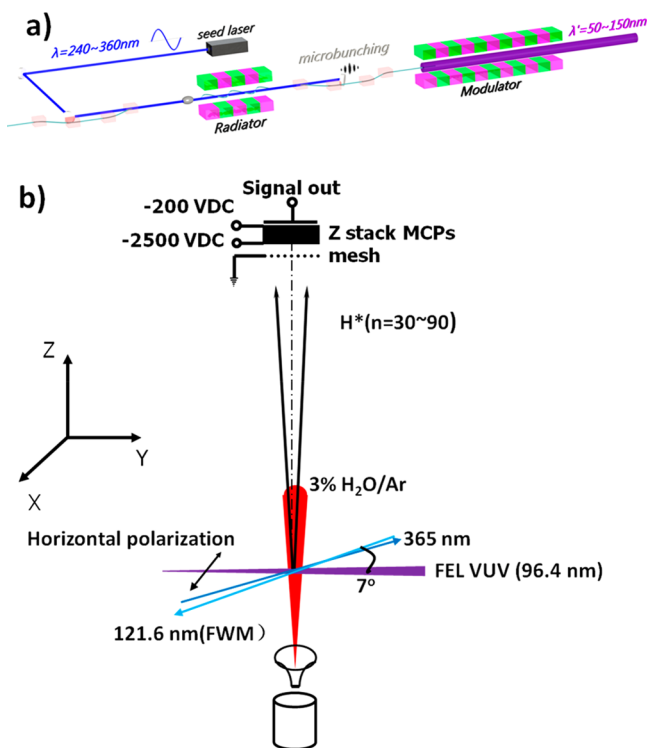 a)
λ=240~360nm
seed laser
microbunching
λ'=50~150nm
Radiator
Modulator
b)
Signal out
-200 VDC
-2500 VDC
Z stack MCPs
mesh
H*(n=30~90)
Z
Y
X
3% H₂O/Ar
Horizontal polarization
365 nm
FEL VUV (96.4 nm)
7°
121.6 nm(FWM）